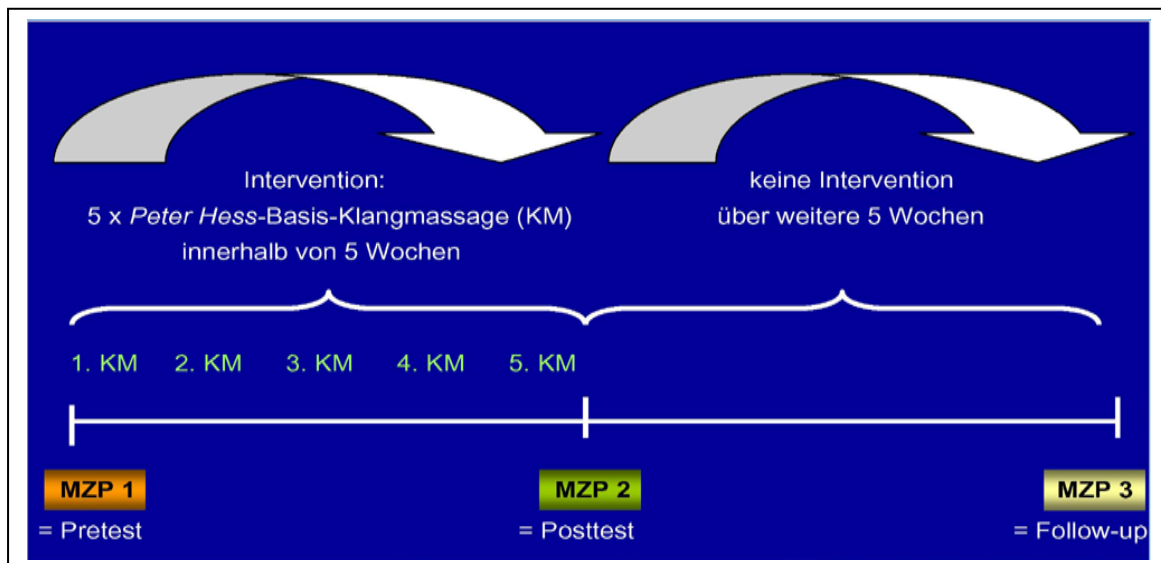 Intervention:
5 x Peter Hess-Basis-Klangmassage (KM)
innerhalb von 5 Wochen
keine Intervention
über weitere 5 Wochen
1. KM 2. KM 3. KM 4. KM 5. KM
MZP 1 MZP 2 MZP 3
= Pretest = Posttest = Follow-up